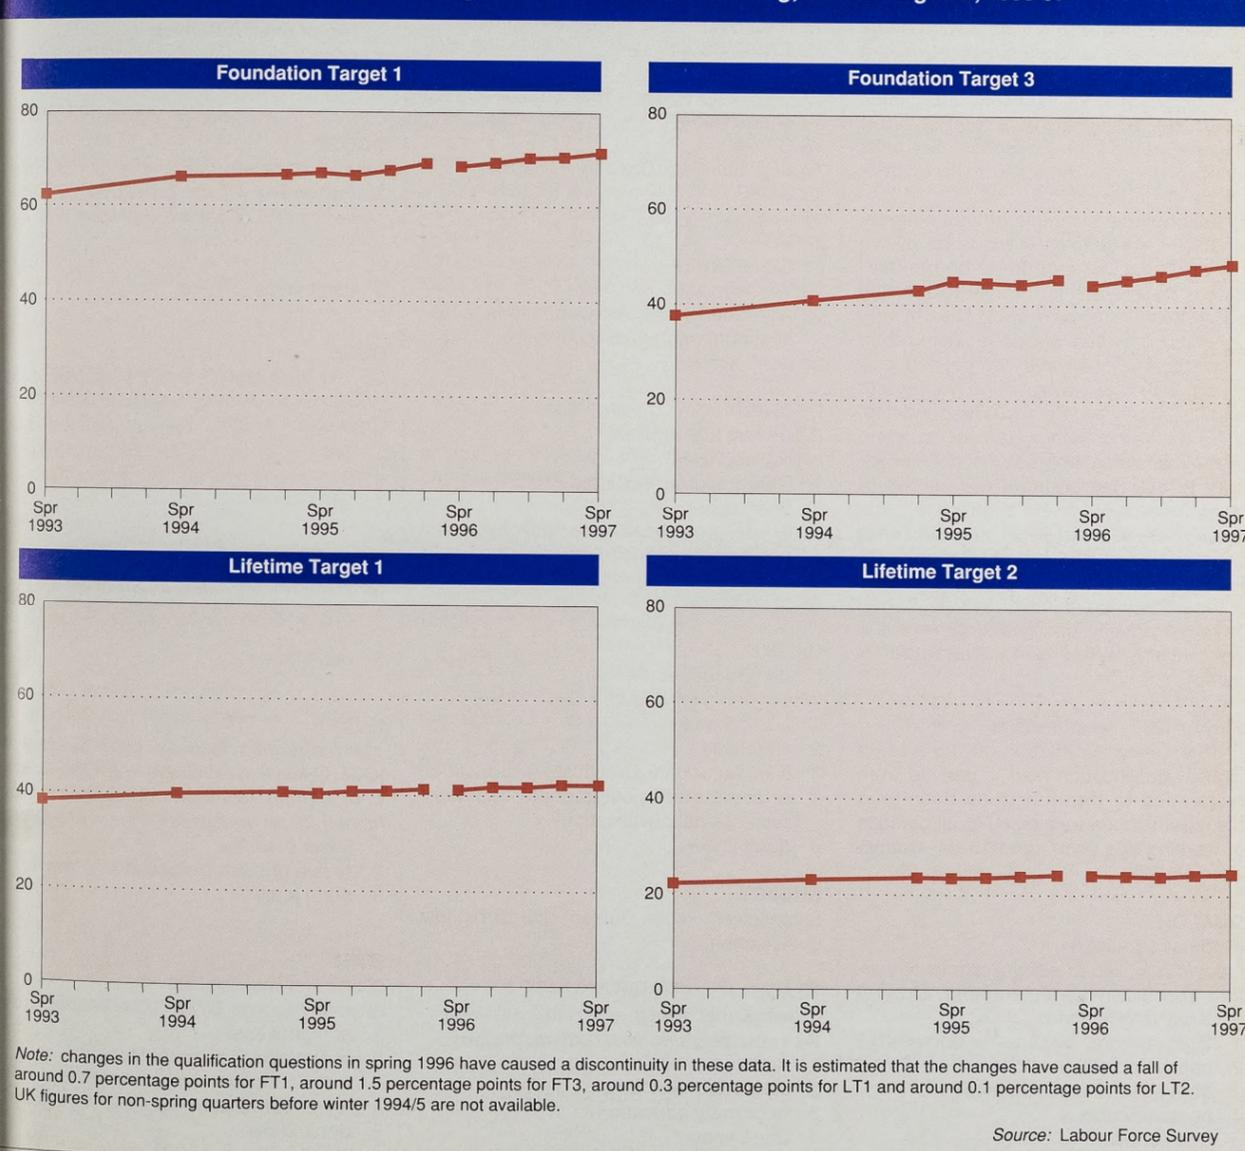 Foundation Target 1
80
60
40
20
0
Spr Spr Spr Spr Spr
1993 1994 1995 1996 1997
Foundation Target 3
80
60
40
20
0
Spr Spr Spr Spr Spr
1993 1994 1995 1996 1997
Lifetime Target 1
80
60
40
20
0
Spr Spr Spr Spr Spr
1993 1994 1995 1996 1997
Lifetime Target 2
80
60
40
20
0
Spr Spr Spr Spr Spr
1993 1994 1995 1996 1997
Note: changes in the qualification questions in spring 1996 have caused a discontinuity in these data. It is estimated that the changes have caused a fall of
around 0.7 percentage points for FT1, around 1.5 percentage points for FT3, around 0.3 percentage points for LT1 and around 0.1 percentage points for LT2.
UK figures for non-spring quarters before winter 1994/5 are not available.
Source: Labour Force Survey